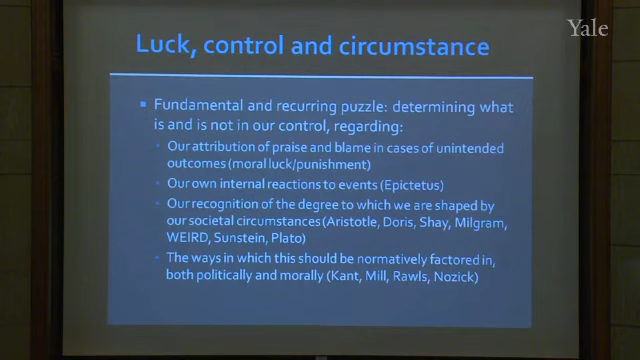 Yale
Luck, control and circumstance
Fundamental and recurring puzzle: determining what
is and is not in our control, regarding:
Our attribution of praise and blame in cases of unintended
outcomes (moral luck/punishment)
Our own internal reactions to events (Epictetus)
Our recognition of the degree to which we are shaped by
our societal circumstances (Aristotle, Doris, Shay, Milgram,
WEIRD, Sunstein, Plato)
The ways in which this should be normatively factored in,
both politically and morally (Kant, Mill, Rawls, Nozick)